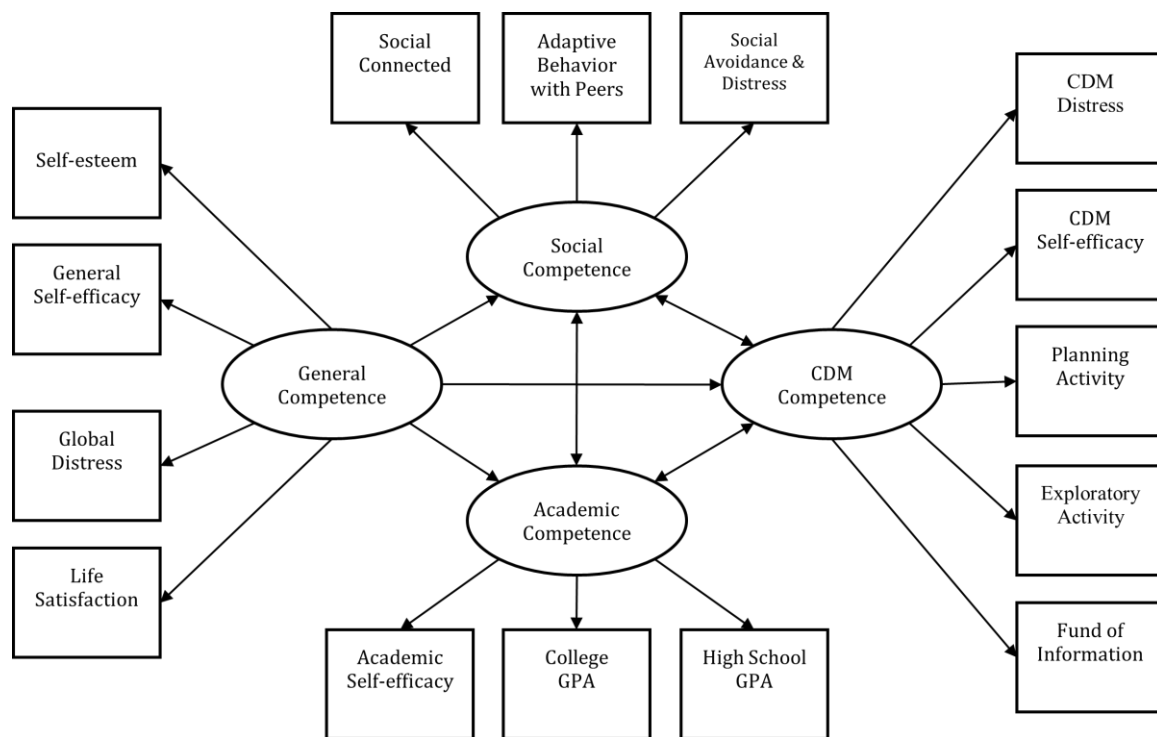 Social
Connected
Adaptive
Behavior
with Peers
Social
Avoidance &
Distress
CDM
Distress
Self-esteem
CDM
Self-efficacy
General
Self-efficacy
Social
Competence
General
Competence
CDM
Competence
Planning
Activity
Global
Distress
Academic
Competence
Exploratory
Activity
Life
Satisfaction
Academic
Self-efficacy
College
GPA
High School
GPA
Fund of
Information